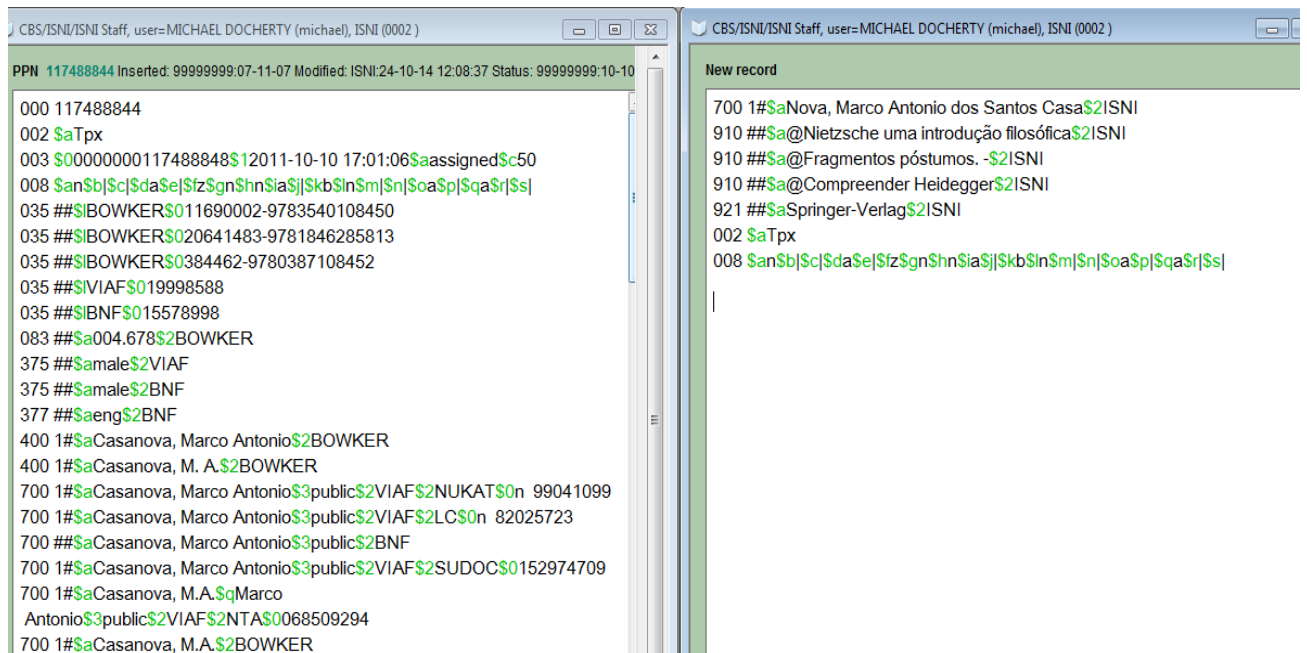 CBS/ISNI/ISNI Staff, user=MICHAEL DOCHERTY (michael), ISNI (0002 )
PPN 117488844 Inserted: 99999999:07-11-07 Modified: ISNI:24-10-14 12:08:37 Status: 99999999:10-10
000 117488844
002 $aTpx
003 $0000000117488848$12011-10-10 17:01:06$aassigned$c50
008 $an$b|$c|$da$e|$fz$gn$hn$ia$j|$kb$ln$m|$n|$oa$p|$qa$r|$s|
035 ##$lBOWKER$011690002-9783540108450
035 ##$lBOWKER$020641483-9781846285813
035 ##$lBOWKER$0384462-9780387108452
035 ##$lVIAF$019998588
035 ##$lBNF$015578998
083 ##$a004.678$2BOWKER
375 ##$amale$2VIAF
375 ##$amale$2BNF
377 ##$aeng$2BNF
400 1#$aCasanova, Marco Antonio$2BOWKER
400 1#$aCasanova, M. A.$2BOWKER
700 1#$aCasanova, Marco Antonio$3public$2VIAF$2NUKAT$0n 99041099
700 1#$aCasanova, Marco Antonio$3public$2VIAF$2LC$0n 82025723
700 ##$aCasanova, Marco Antonio$3public$2BNF
700 1#$aCasanova, Marco Antonio$3public$2VIAF$2SUDOC$0152974709
700 1#$aCasanova, M.A.$qMarco
Antonio$3public$2VIAF$2NTA$0068509294
700 1#$aCasanova, M.A.$2BOWKER
CBS/ISNI/ISNI Staff, user=MICHAEL DOCHERTY (michael), ISNI (0002 )
New record
700 1#$aNova, Marco Antonio dos Santos Casa$2ISNI
910 ##$a@Nietzsche uma introdução filosófica$2ISNI
910 ##$a@Fragmentos póstumos. -$2ISNI
910 ##$a@Compreender Heidegger$2ISNI
921 ##$aSpringer-Verlag$2ISNI
002 $aTpx
008 $an$b|$c|$da$e|$fz$gn$hn$ia$j|$kb$ln$m|$n|$oa$p|$qa$r|$s|